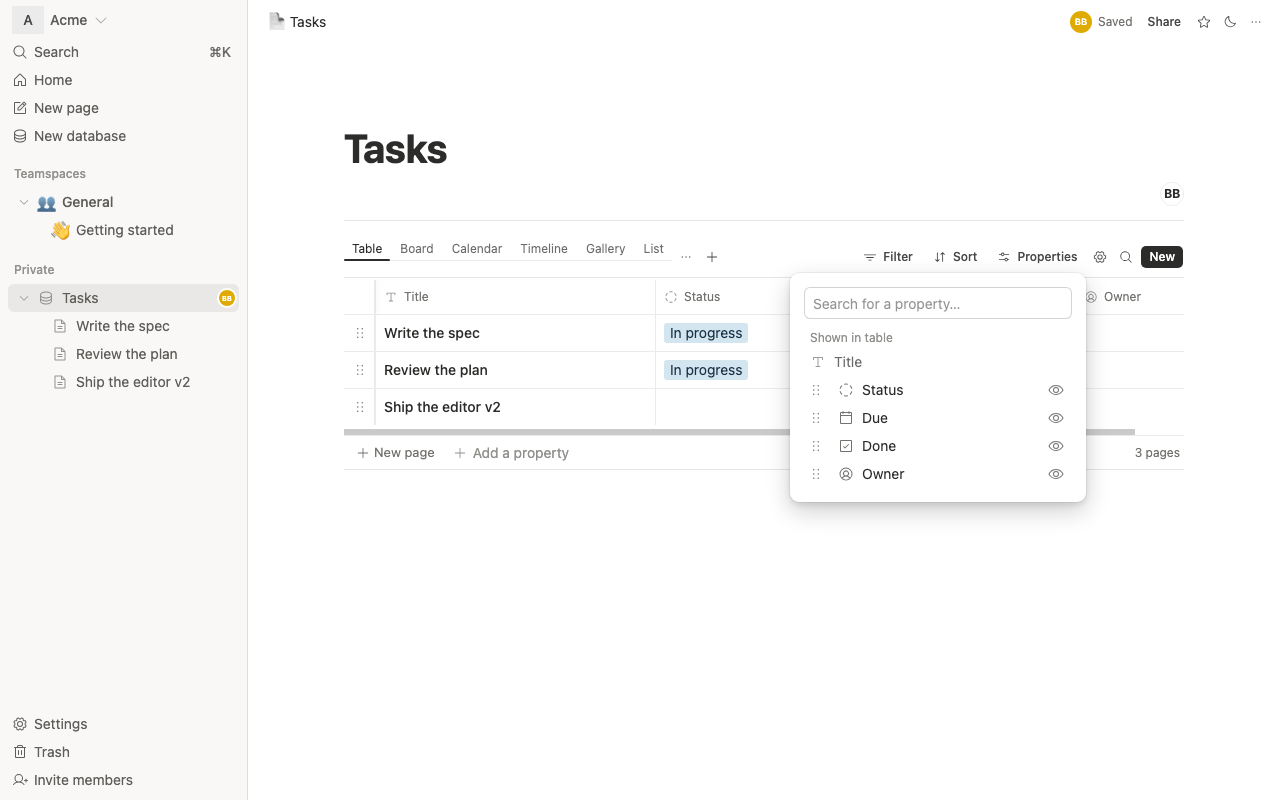 A Acme
Search ⌘K
Home
New page
New database
Teamspaces
General
Getting started
Private
Tasks BB
Write the spec
Review the plan
Ship the editor v2
Settings
Trash
Invite members
Tasks
BB Saved Share
Tasks
BB
Table Board Calendar Timeline Gallery List
Filter Sort Properties New
Title Status Owner
Write the spec In progress
Review the plan In progress
Ship the editor v2
New page Add a property 3 pages
Search for a property...
Shown in table
Title
Status
Due
Done
Owner